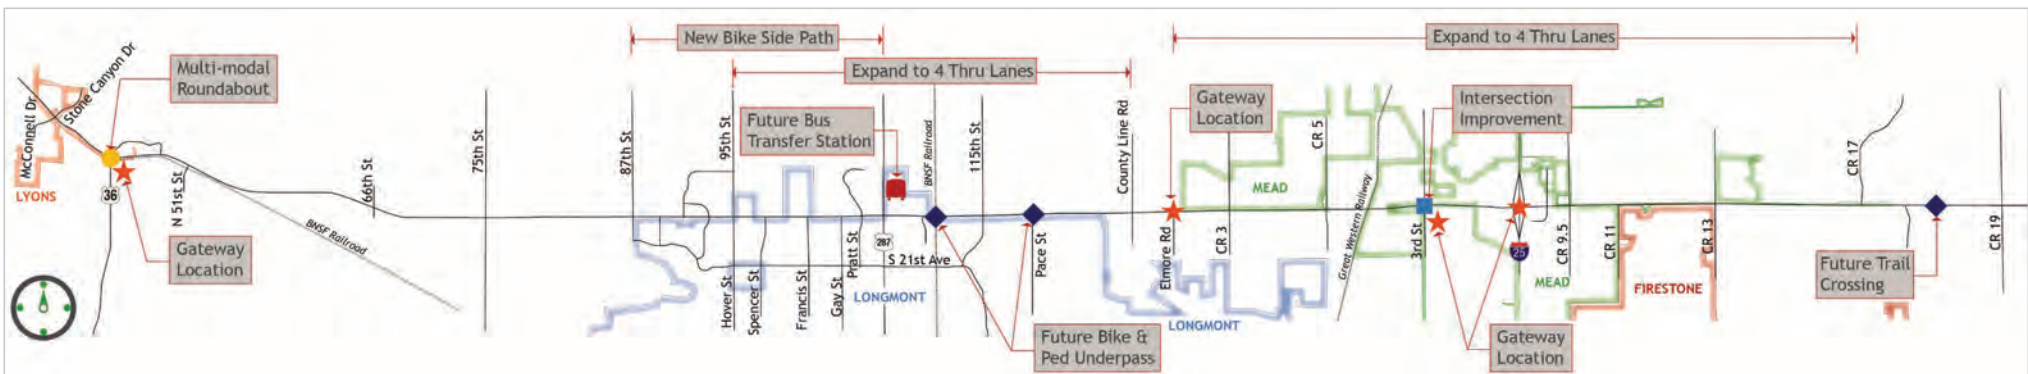 New Bike Side Path
Expand to 4 Thru Lanes
Expand to 4 Thru Lanes
Multi-modal
Roundabout
Stone Canyon Dr
McConnell Dr
LYONS
36
Gateway
Location
N 51st St
BNSF Railroad
66th St
75th St
87th St
95th St
Future Bus
Transfer Station
BNSF Railroad
115th St
County Line Rd
Hover St
Spencer St
Francis St
Gay St
Pratt St
287
S 21st Ave
LONGMONT
Pace St
Future Bike &
Ped Underpass
Gateway
Location
Elmore Rd
CR 3
MEAD
CR 5
LONGMONT
Great Western Railway
Intersection
Improvement
3rd St
25
Gateway
Location
CR 9.5
MEAD
CR 11
FIRESTONE
CR 13
CR 17
Future Trail
Crossing
CR 19